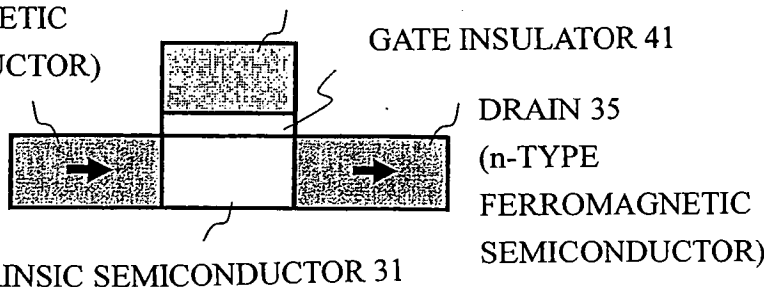 ETIC
UCTOR)
GATE INSULATOR 41
DRAIN 35
(n-TYPE
FERROMAGNETIC
SEMICONDUCTOR)
INSIC SEMICONDUCTOR 31